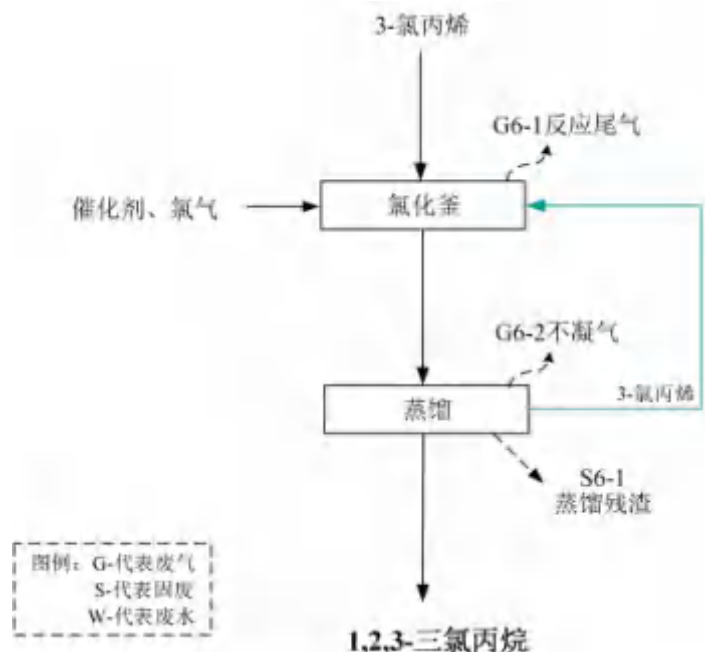 3-氯丙烯
G6-1反应尾气
催化剂、氯气
氯化釜
G6-2不凝气
蒸馏
3-氯丙烯
S6-1
蒸馏残渣
图例：G-代表废气
S-代表固废
W-代表废水
1,2,3-三氯丙烷